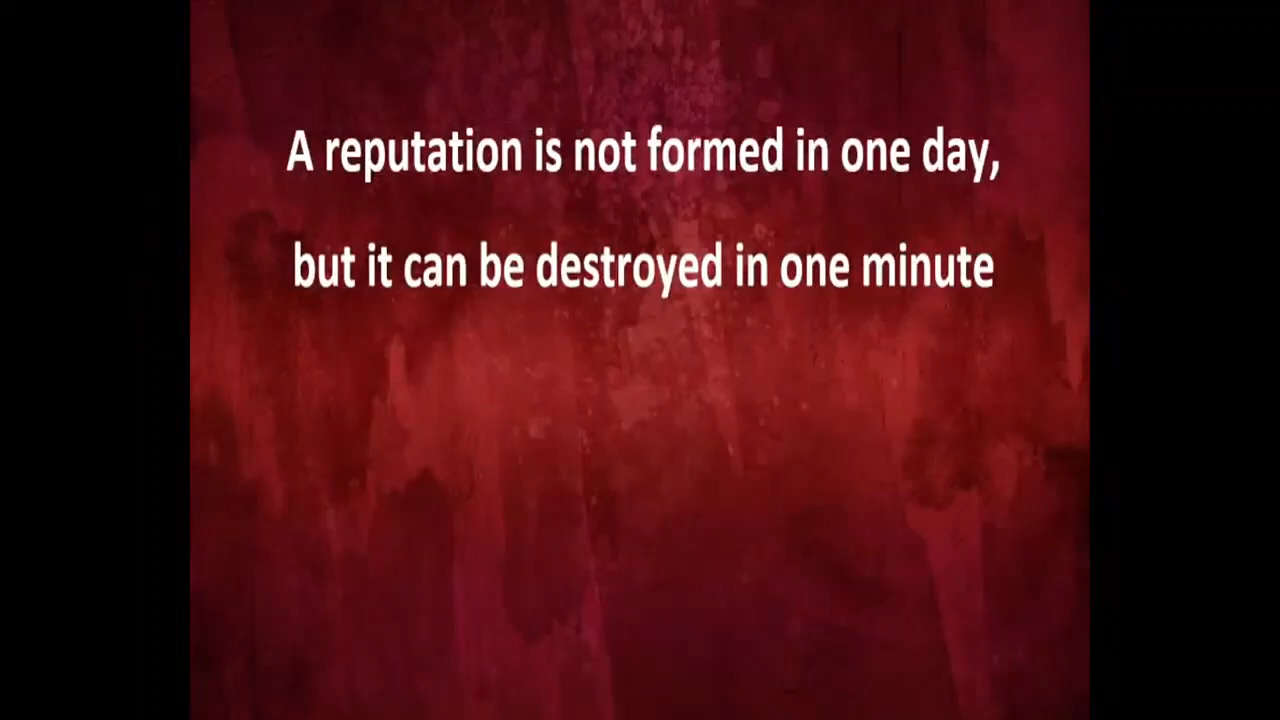 A reputation is not formed in one day,
but it can be destroyed in one minute